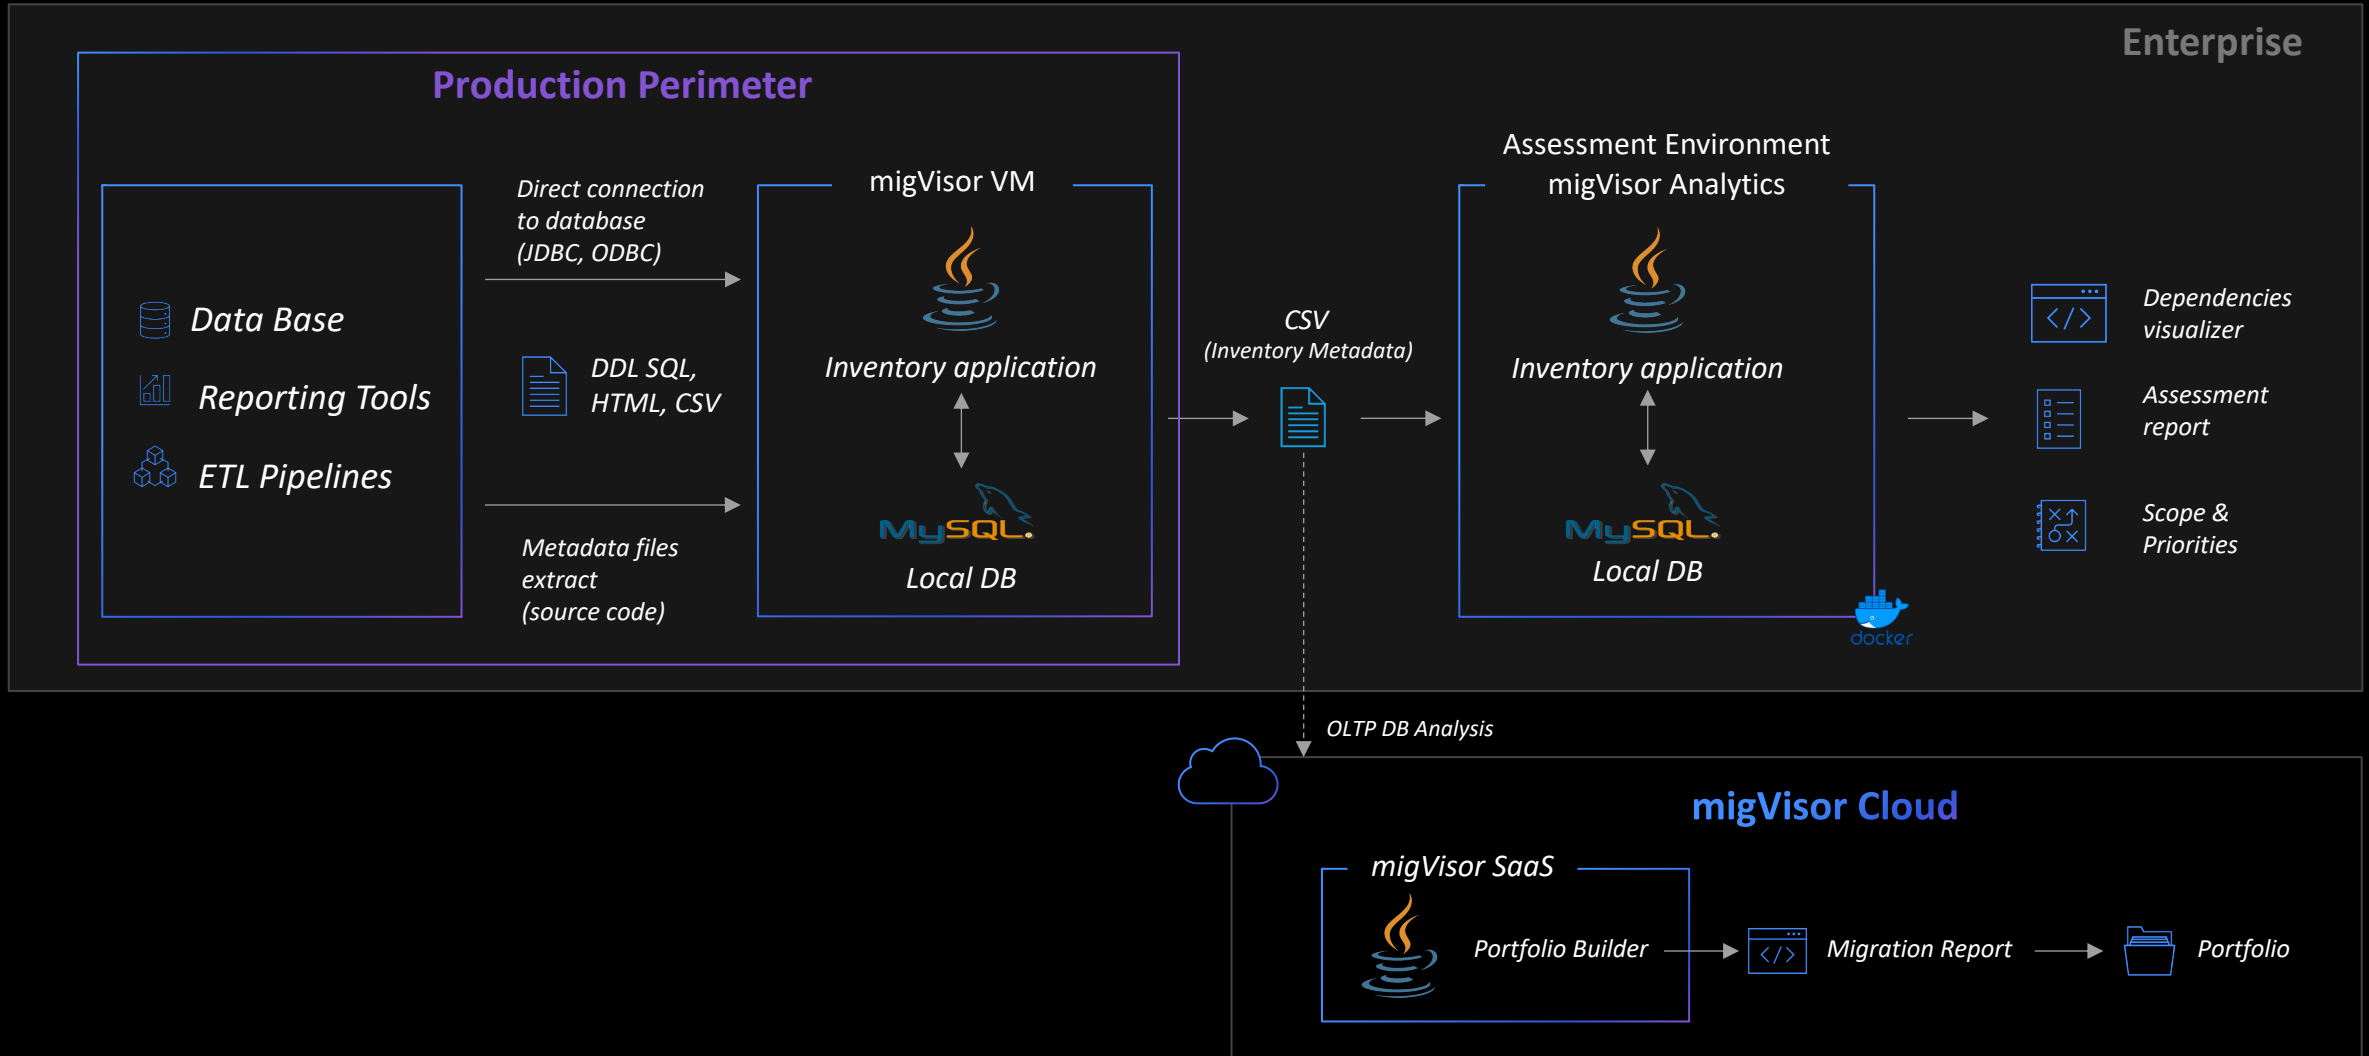 Enterprise
Production Perimeter
Data Base
Reporting Tools
ETL Pipelines
Direct connection
to database
(JDBC, ODBC)
DDL SQL,
HTML, CSV
Metadata files
extract
(source code)
migVisor VM
Inventory application
MySQL
Local DB
CSV
(Inventory Metadata)
Assessment Environment
migVisor Analytics
Inventory application
MySQL
Local DB
docker
Dependencies
visualizer
Assessment
report
Scope &
Priorities
OLTP DB Analysis
migVisor Cloud
migVisor SaaS
Portfolio Builder
Migration Report
Portfolio